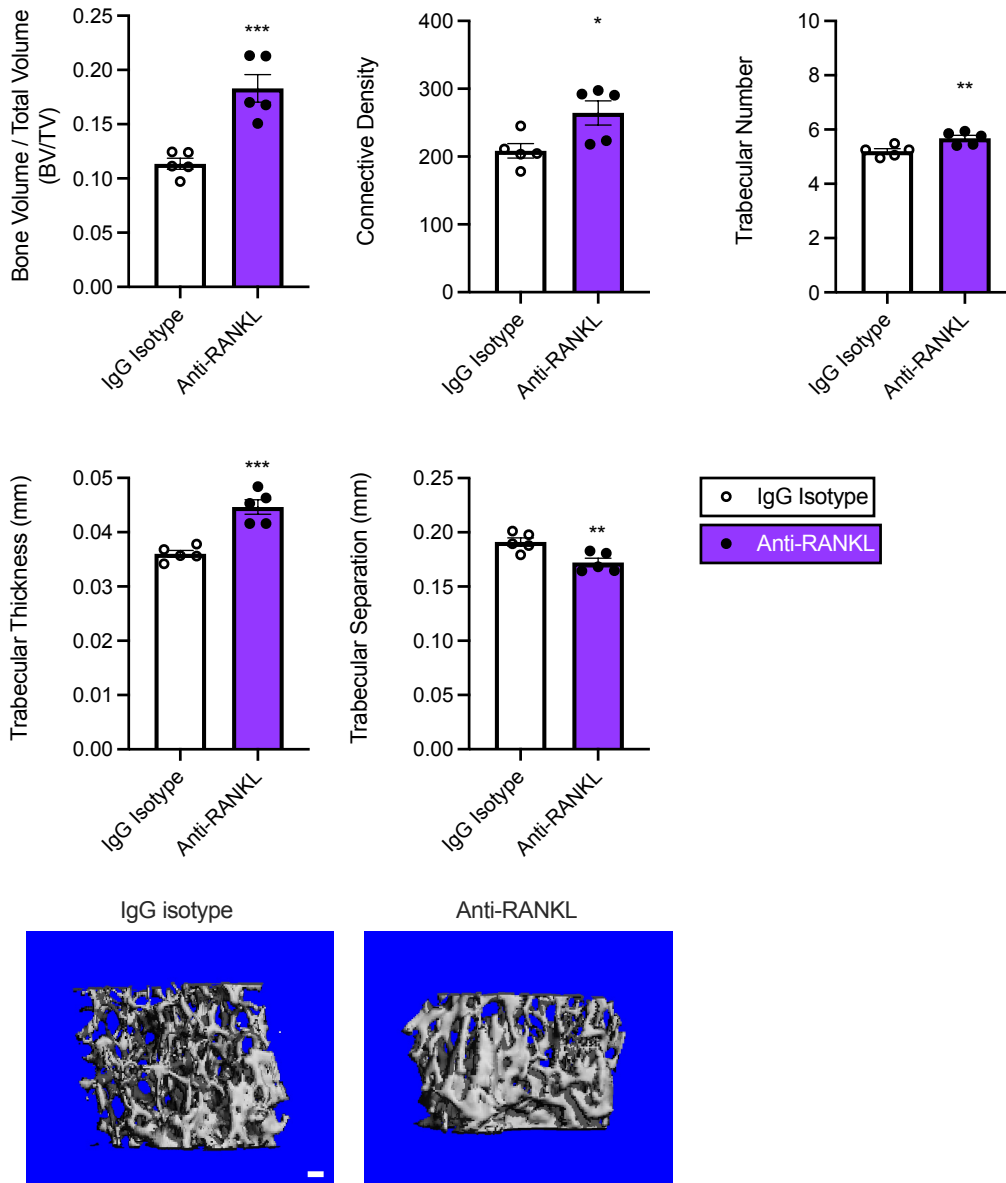 Bone Volume / Total Volume
(BV/TV)
0.25
0.20
0.15
0.10
0.05
0.00
***
IgG Isotype
Anti-RANKL
Connective Density
400
300
200
100
0
*
IgG Isotype
Anti-RANKL
Trabecular Number
10
8
6
4
2
0
**
IgG Isotype
Anti-RANKL
Trabecular Thickness (mm)
0.05
0.04
0.03
0.02
0.01
0.00
***
IgG Isotype
Anti-RANKL
Trabecular Separation (mm)
0.25
0.20
0.15
0.10
0.05
0.00
**
IgG Isotype
Anti-RANKL
IgG Isotype
Anti-RANKL
IgG isotype
Anti-RANKL